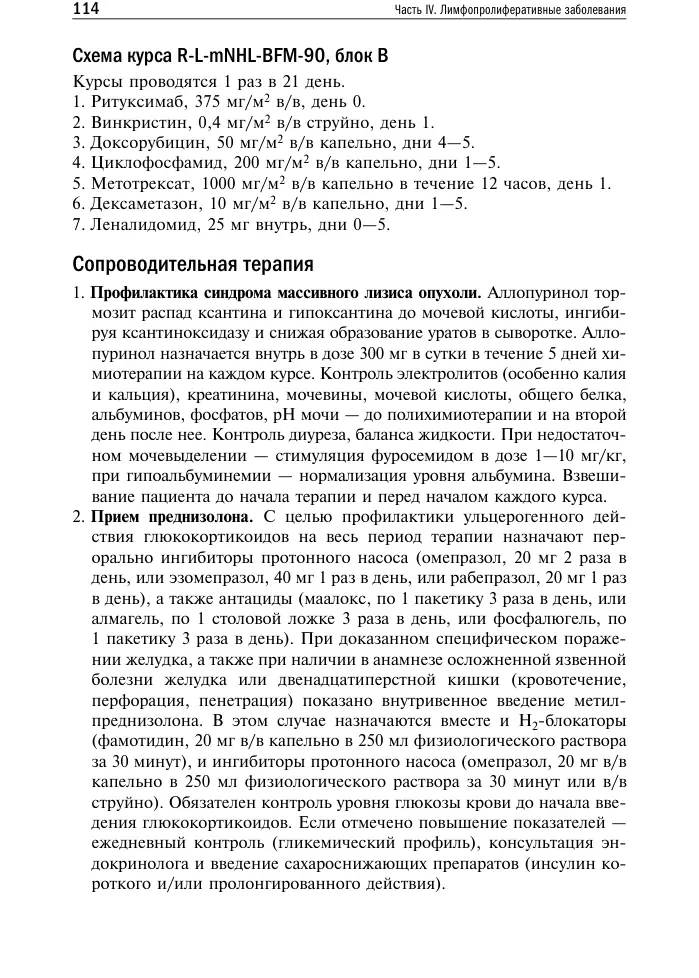 114
Часть IV. Лимфопролиферативные заболевания
Схема курса R-L-mNHL-BFM-90, блок B
Курсы проводятся 1 раз в 21 день.
1. Ритуксимаб, 375 мг/м² в/в, день 0.
2. Винкристин, 0,4 мг/м² в/в струйно, день 1.
3. Доксорубицин, 50 мг/м² в/в капельно, дни 4—5.
4. Циклофосфамид, 200 мг/м² в/в капельно, дни 1—5.
5. Метотрексат, 1000 мг/м² в/в капельно в течение 12 часов, день 1.
6. Дексаметазон, 10 мг/м² в/в капельно, дни 1—5.
7. Леналидомид, 25 мг внутрь, дни 0—5.
Сопроводительная терапия
1. Профилактика синдрома массивного лизиса опухоли. Аллопуринол тор-
мозит распад ксантина и гипоксантина до мочевой кислоты, ингиби-
руя ксантиноксидазу и снижая образование уратов в сыворотке. Алло-
пуринол назначается внутрь в дозе 300 мг в сутки в течение 5 дней хи-
миотерапии на каждом курсе. Контроль электролитов (особенно калия
и кальция), креатинина, мочевины, мочевой кислоты, общего белка,
альбуминов, фосфатов, pH мочи — до полихимиотерапии и на второй
день после нее. Контроль диуреза, баланса жидкости. При недостаточ-
ном мочевыделении — стимуляция фуросемидом в дозе 1—10 мг/кг,
при гипоальбуминемии — нормализация уровня альбумина. Взвеши-
вание пациента до начала терапии и перед началом каждого курса.
2. Прием преднизолона. С целью профилактики ульцерогенного дей-
ствия глюкокортикоидов на весь период терапии назначают пер-
орально ингибиторы протонного насоса (омепразол, 20 мг 2 раза в
день, или эзомепразол, 40 мг 1 раз в день, или рабепразол, 20 мг 1 раз
в день), а также антациды (маалокс, по 1 пакетику 3 раза в день, или
алмагель, по 1 столовой ложке 3 раза в день, или фосфалюгель, по
1 пакетику 3 раза в день). При доказанном специфическом пораже-
нии желудка, а также при наличии в анамнезе осложненной язвенной
болезни желудка или двенадцатиперстной кишки (кровотечение,
перфорация, пенетрация) показано внутривенное введение метил-
преднизолона. В этом случае назначаются вместе и H₂-блокаторы
(фамотидин, 20 мг в/в капельно в 250 мл физиологического раствора
за 30 минут), и ингибиторы протонного насоса (омепразол, 20 мг в/в
капельно в 250 мл физиологического раствора за 30 минут или в/в
струйно). Обязателен контроль уровня глюкозы крови до начала вве-
дения глюкокортикоидов. Если отмечено повышение показателей —
ежедневный контроль (гликемический профиль), консультация эн-
докринолога и введение сахароснижающих препаратов (инсулин ко-
роткого и/или пролонгированного действия).